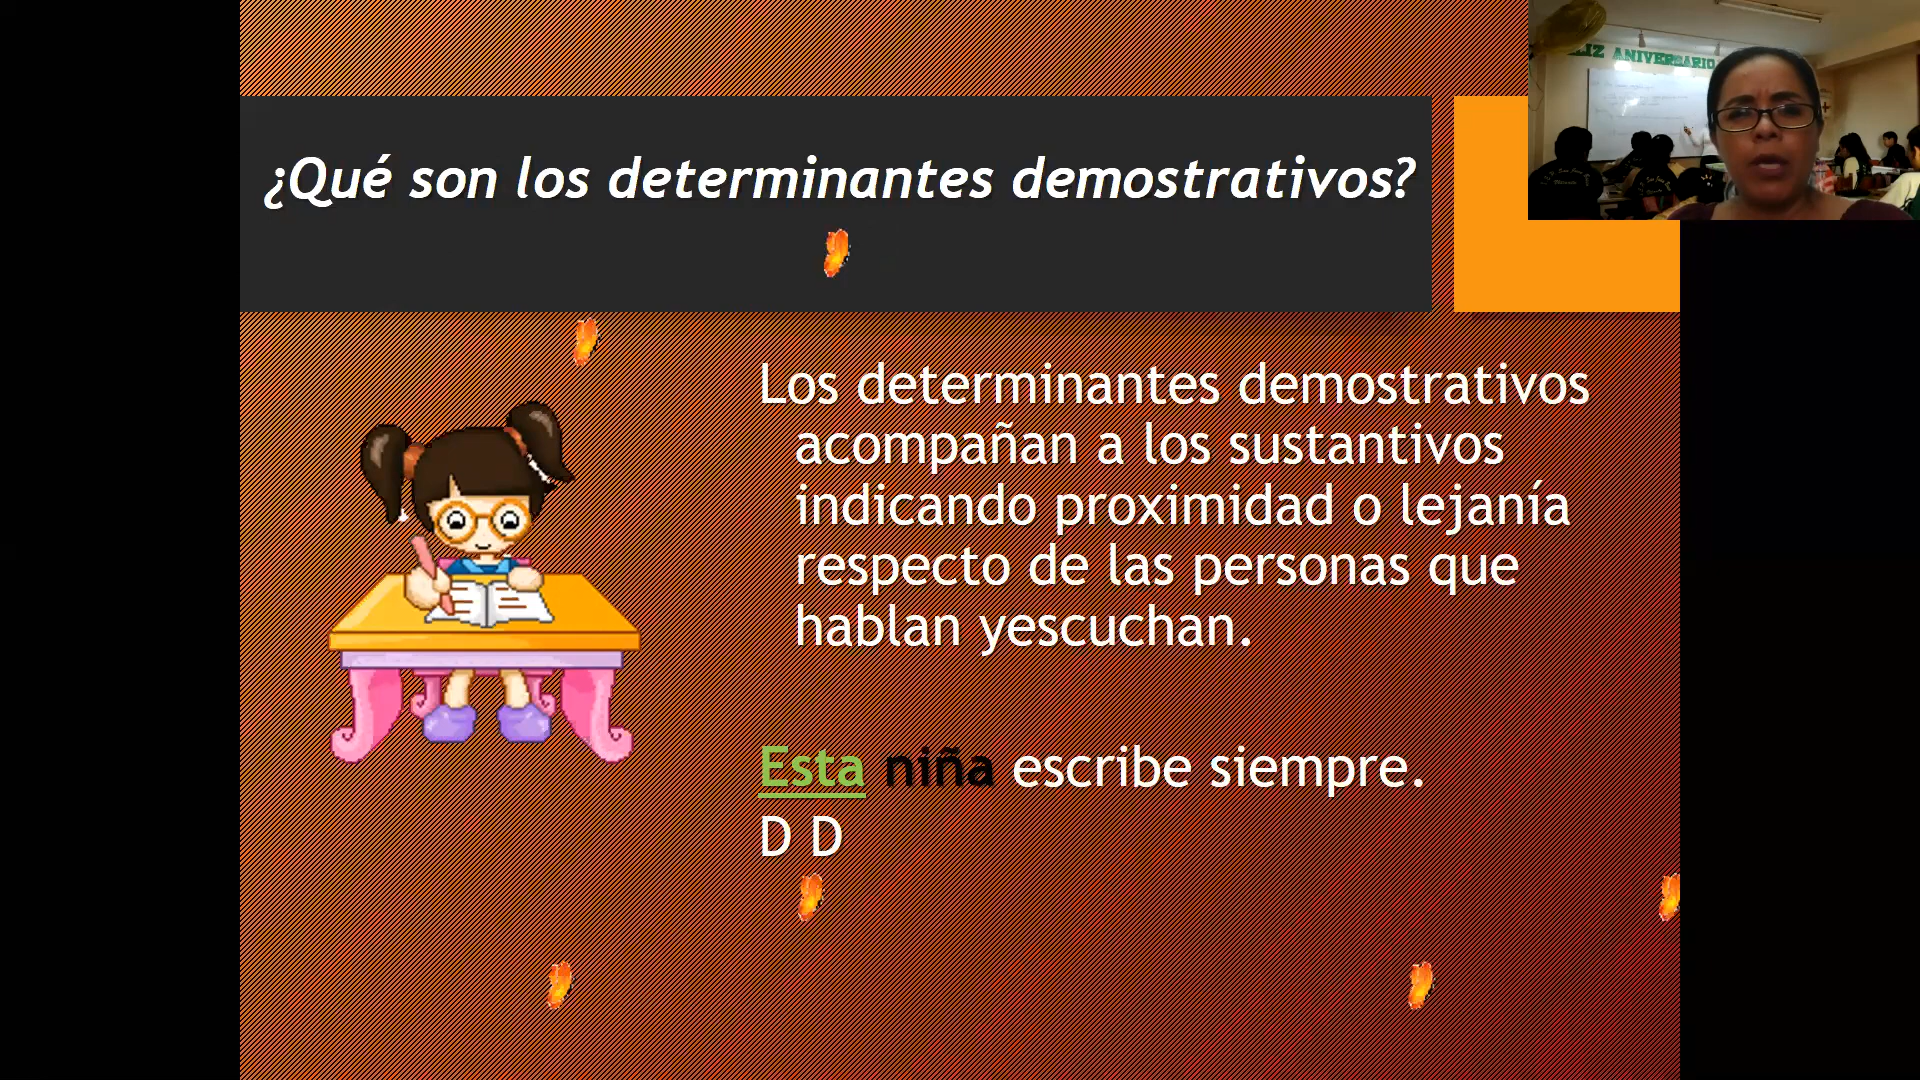 ¿Qué son los determinantes demostrativos?
ANIVERSARIO
Los determinantes demostrativos
acompañan a los sustantivos
indicando proximidad o lejanía
respecto de las personas que
hablan yescuchan.
Esta niña escribe siempre.
D D